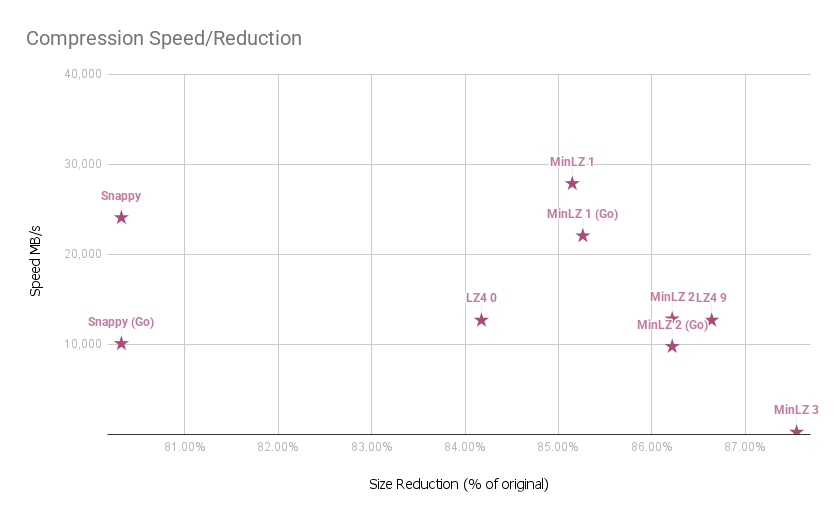 Compression Speed/Reduction
40,000
30,000
20,000
10,000
Speed MB/s
MinLZ 1
Snappy
MinLZ 1 (Go)
LZ4 0
MinLZ 2
LZ4 9
Snappy (Go)
MinLZ 2 (Go)
MinLZ 3
81.00%
82.00%
83.00%
84.00%
85.00%
86.00%
87.00%
Size Reduction (% of original)